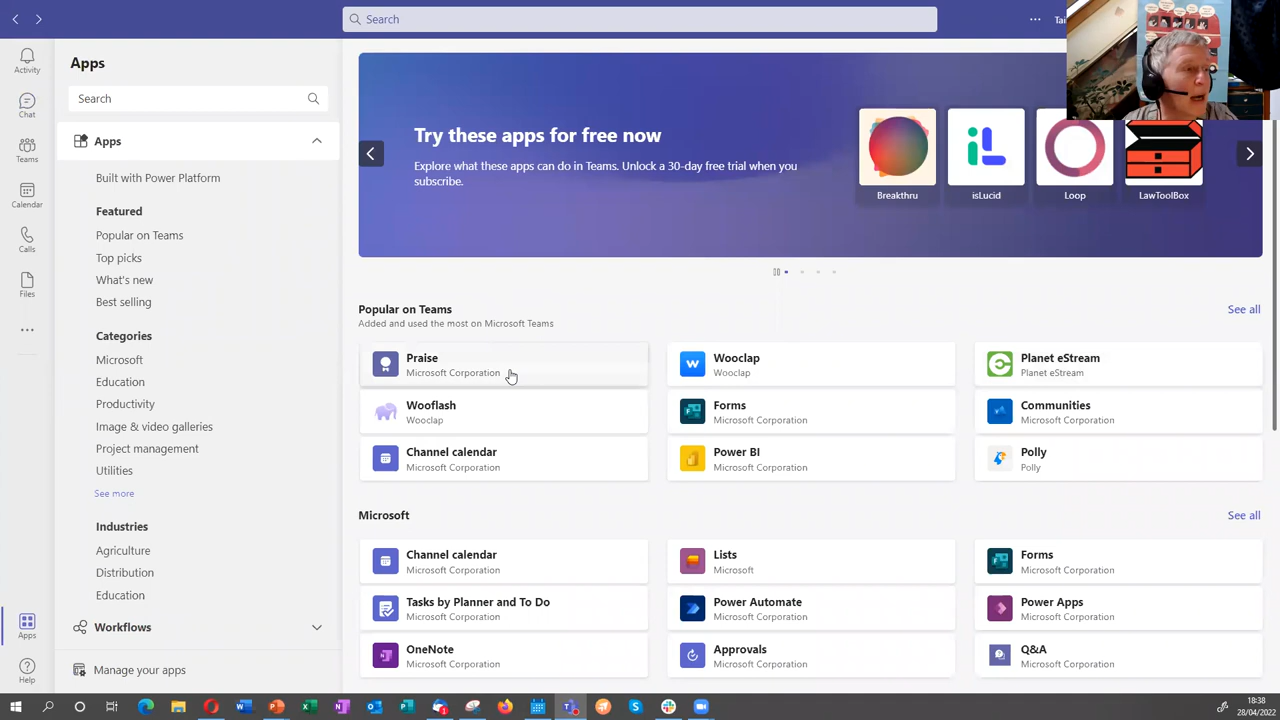 Search
Tai
Activity
Chat
Teams
Calendar
Calls
Files
Apps
Help
Apps
Search
Apps
Built with Power Platform
Featured
Popular on Teams
Top picks
What's new
Best selling
Categories
Microsoft
Education
Productivity
Image & video galleries
Project management
Utilities
See more
Industries
Agriculture
Distribution
Education
Workflows
Manage your apps
Try these apps for free now
Explore what these apps can do in Teams. Unlock a 30-day free trial when you
subscribe.
Breakthru
isLucid
Loop
LawToolBox
Popular on Teams
See all
Added and used the most on Microsoft Teams
Praise
Microsoft Corporation
Wooclap
Wooclap
Planet eStream
Planet eStream
Wooflash
Wooclap
Forms
Microsoft Corporation
Communities
Microsoft Corporation
Channel calendar
Microsoft Corporation
Power BI
Microsoft Corporation
Polly
Polly
Microsoft
See all
Channel calendar
Microsoft Corporation
Lists
Microsoft
Forms
Microsoft Corporation
Tasks by Planner and To Do
Microsoft Corporation
Power Automate
Microsoft Corporation
Power Apps
Microsoft Corporation
OneNote
Microsoft Corporation
Approvals
Microsoft Corporation
Q&A
Microsoft Corporation
18:38
28/04/2022